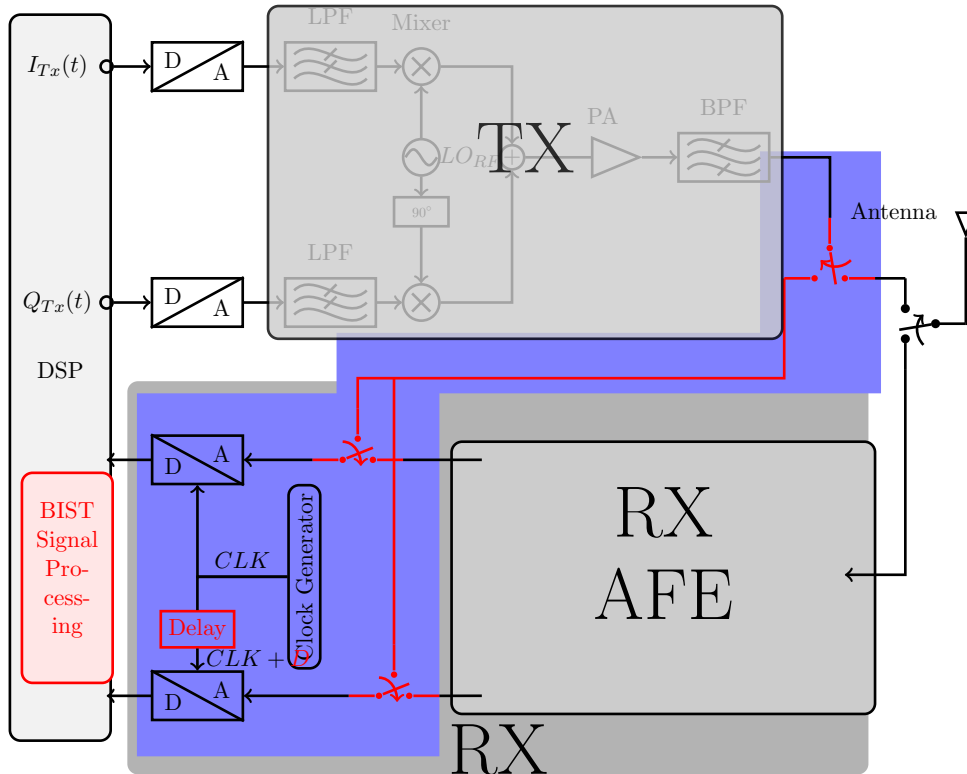 LPF
Mixer
$I_{Tx}(t)$
D
A
TX
PA
BPF
$LO_{RF}$
90°
Antenna
LPF
$Q_{Tx}(t)$
D
A
DSP
A
D
BIST
Signal
Pro-
cess-
ing
CLK
Clock Generator
Delay
CLK + D
A
D
RX
AFE
RX